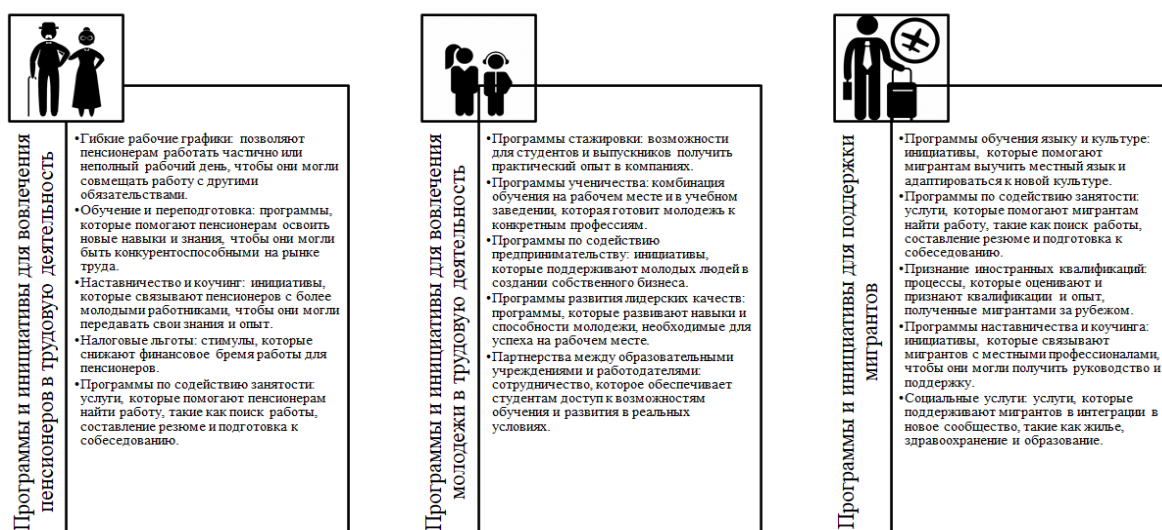 Программы и инициативы для вовлечения
пенсионеров в трудовую деятельность
•Гибкие рабочие графики: позволяют
пенсионерам работать частично или
неполный рабочий день, чтобы они могли
совмещать работу с другими
обязательствами.
•Обучение и переподготовка: программы,
которые помогают пенсионерам освоить
новые навыки и знания, чтобы они могли
быть конкурентоспособными на рынке
труда.
•Наставничество и коучинг: инициативы,
которые связывают пенсионеров с более
молодыми работниками, чтобы они могли
передавать свои знания и опыт.
•Налоговые льготы: стимулы, которые
снижают финансовое бремя работы для
пенсионеров.
•Программы по содействию занятости:
услуги, которые помогают пенсионерам
найти работу, такие как поиск работы,
составление резюме и подготовка к
собеседованию.
Программы и инициативы для вовлечения
молодежи в трудовую деятельность
•Программы стажировки: возможности
для студентов и выпускников получить
практический опыт в компаниях.
•Программы ученичества: комбинация
обучения на рабочем месте и в учебном
заведении, которая готовит молодежь к
конкретным профессиям.
•Программы по содействию
предпринимательству: инициативы,
которые поддерживают молодых людей в
создании собственного бизнеса.
•Программы развития лидерских качеств:
программы, которые развивают навыки и
способности молодежи, необходимые для
успеха на рабочем месте.
•Партнерства между образовательными
учреждениями и работодателями:
сотрудничество, которое обеспечивает
студентам доступ к возможностям
обучения и развития в реальных
условиях.
Программы и инициативы для поддержки
мигрантов
•Программы обучения языку и культуре:
инициативы, которые помогают
мигрантам выучить местный язык и
адаптироваться к новой культуре.
•Программы по содействию занятости:
услуги, которые помогают мигрантам
найти работу, такие как поиск работы,
составление резюме и подготовка к
собеседованию.
•Признание иностранных квалификаций:
процессы, которые оценивают и
признают квалификации и опыт,
полученные мигрантами за рубежом.
•Программы наставничества и коучинга:
инициативы, которые связывают
мигрантов с местными профессионалами,
чтобы они могли получить руководство и
поддержку.
•Социальные услуги: услуги, которые
поддерживают мигрантов в интеграции в
новое сообщество, такие как жилье,
здравоохранение и образование.